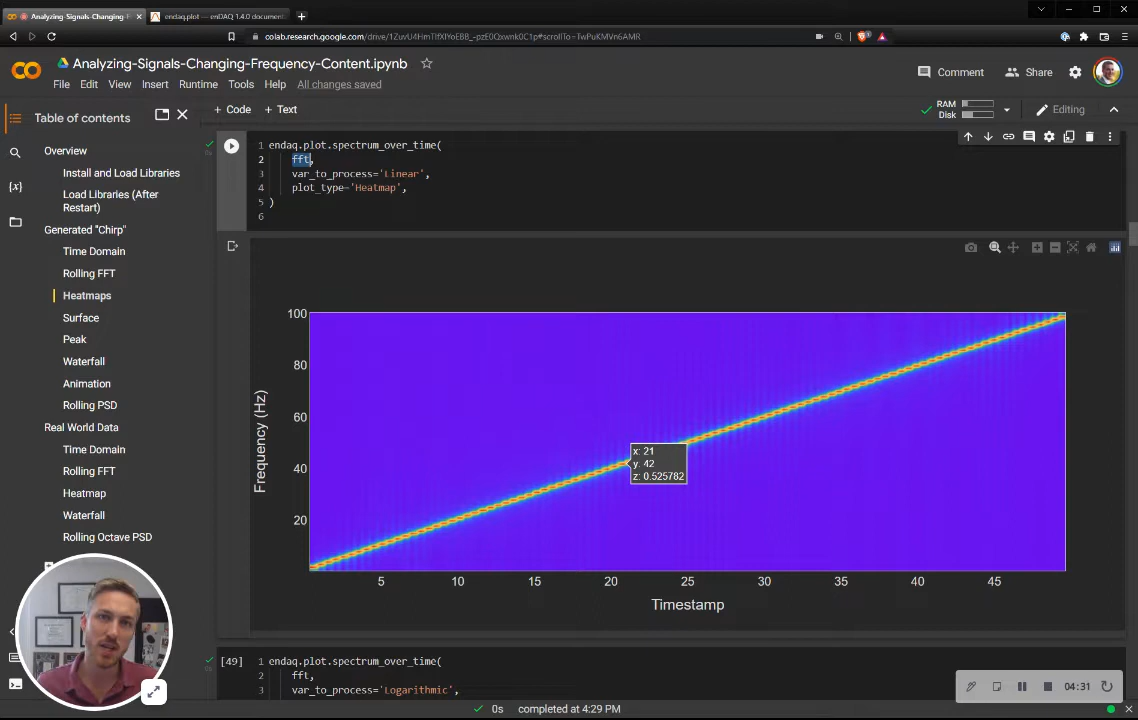 Analyzing-Signals-Changing-F
endaq.plot — enDAQ 1.4.0 document
colab.research.google.com/drive/1ZuvU4HmTlfXlYoEB8_-pzE0Qxwnk0C1p#scrollTo=TwPuKMVn6AMR
Analyzing-Signals-Changing-Frequency-Content.ipynb
File Edit View Insert Runtime Tools Help All changes saved
Comment Share
Table of contents
+ Code + Text
RAM
Disk
Editing
Overview
Install and Load Libraries
Load Libraries (After
Restart)
Generated "Chirp"
Time Domain
Rolling FFT
Heatmaps
Surface
Peak
Waterfall
Animation
Rolling PSD
Real World Data
Time Domain
Rolling FFT
Heatmap
Waterfall
Rolling Octave PSD
0s
1 endaq.plot.spectrum_over_time(
2 fft,
3 var_to_process='Linear',
4 plot_type='Heatmap',
5 )
6
100
80
60
40
20
Frequency (Hz)
x: 21
y: 42
z: 0.525782
5 10 15 20 25 30 35 40 45
Timestamp
[49] 1 endaq.plot.spectrum_over_time(
0s
2 fft,
3 var_to_process='Logarithmic',
04:31
0s completed at 4:29 PM